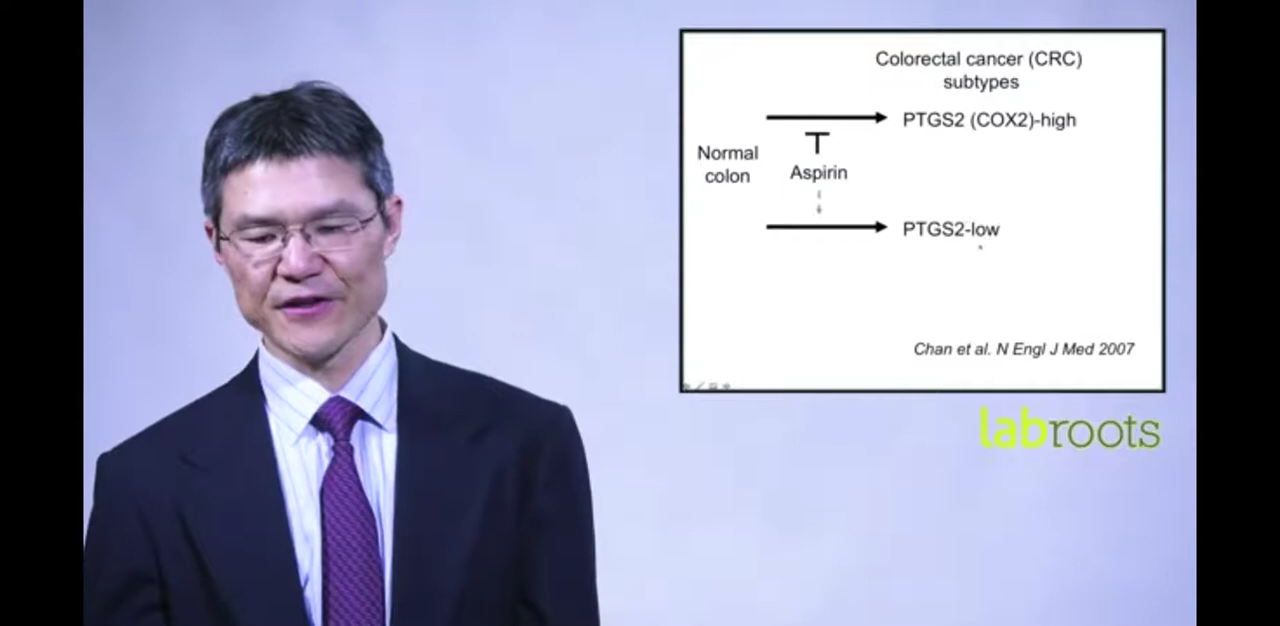 Colorectal cancer (CRC)
subtypes
PTGS2 (COX2)-high
Normal
colon
Aspirin
PTGS2-low
Chan et al. N Engl J Med 2007
labroots